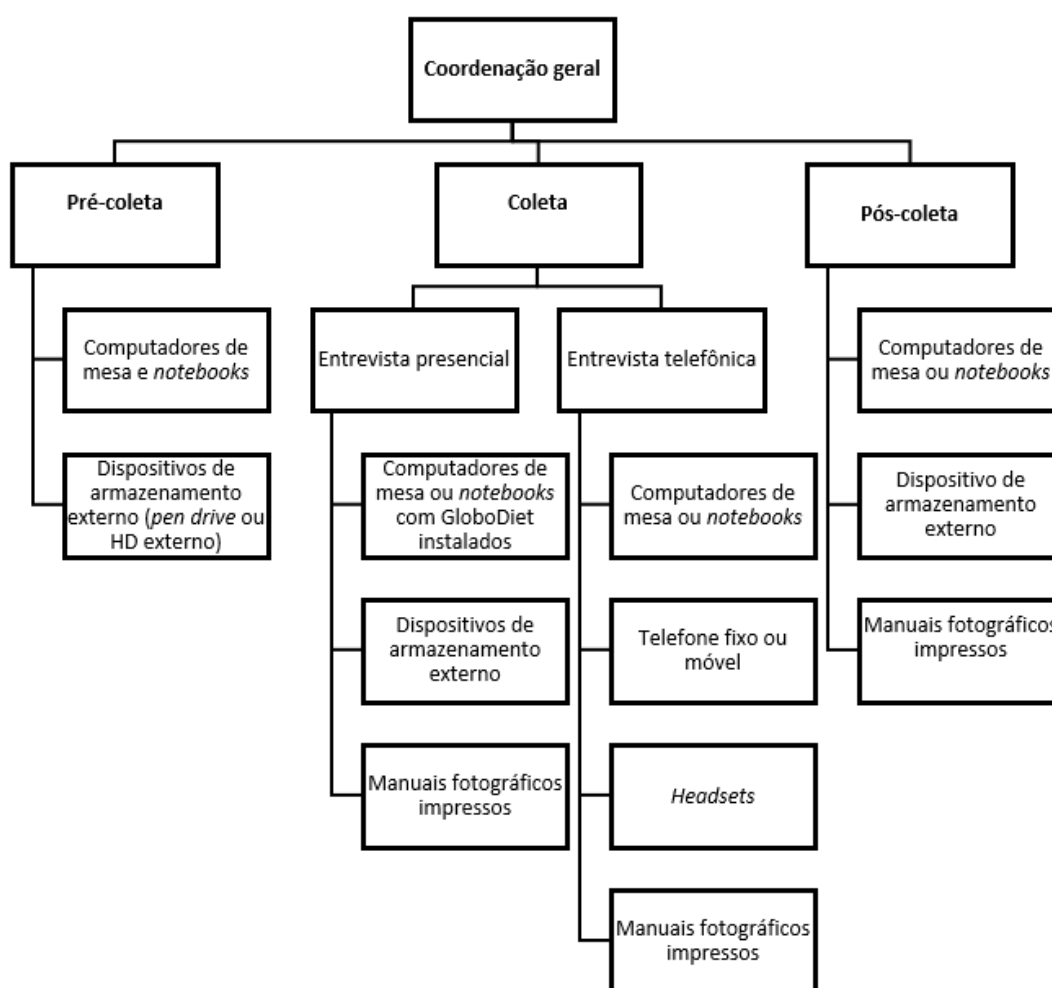 Coordenação geral
Pré-coleta
Coleta
Pós-coleta
Computadores de
mesa e notebooks
Dispositivos de
armazenamento
externo (pen drive ou
HD externo)
Entrevista presencial
Computadores de
mesa ou notebooks
com GloboDiet
instalados
Dispositivos de
armazenamento
externo
Manuais fotográficos
impressos
Entrevista telefônica
Computadores de
mesa ou notebooks
Telefone fixo ou
móvel
Headsets
Manuais fotográficos
impressos
Computadores de
mesa ou notebooks
Dispositivo de
armazenamento
externo
Manuais fotográficos
impressos